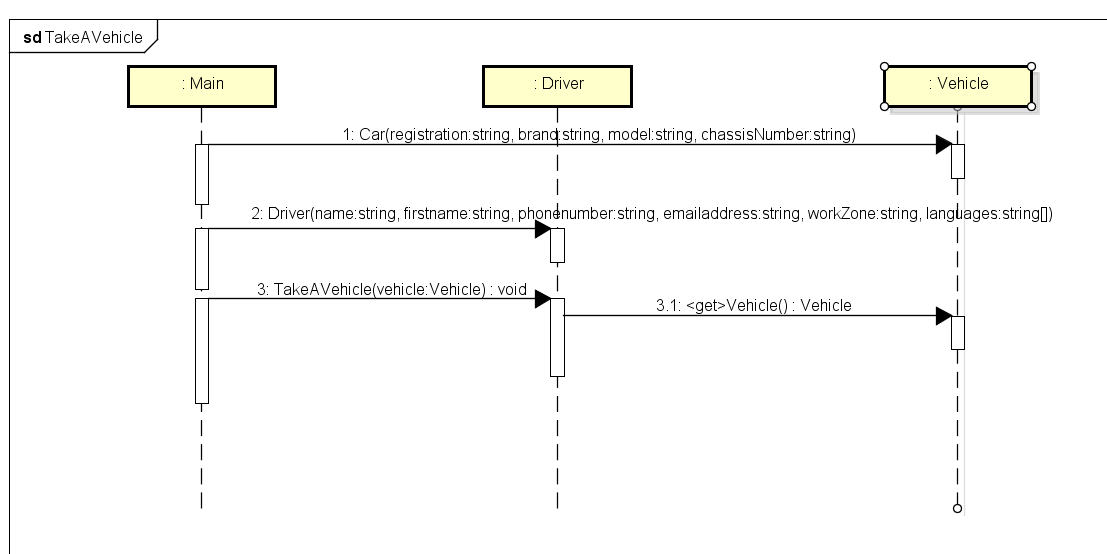 sd TakeAVehicle
: Main
: Driver
: Vehicle
1: Car(registration:string, brand:string, model:string, chassisNumber:string)
2: Driver(name:string, firstname:string, phonenumber:string, emailaddress:string, workZone:string, languages:string[])
3: TakeAVehicle(vehicle:Vehicle) : void
3.1: <get>Vehicle() : Vehicle